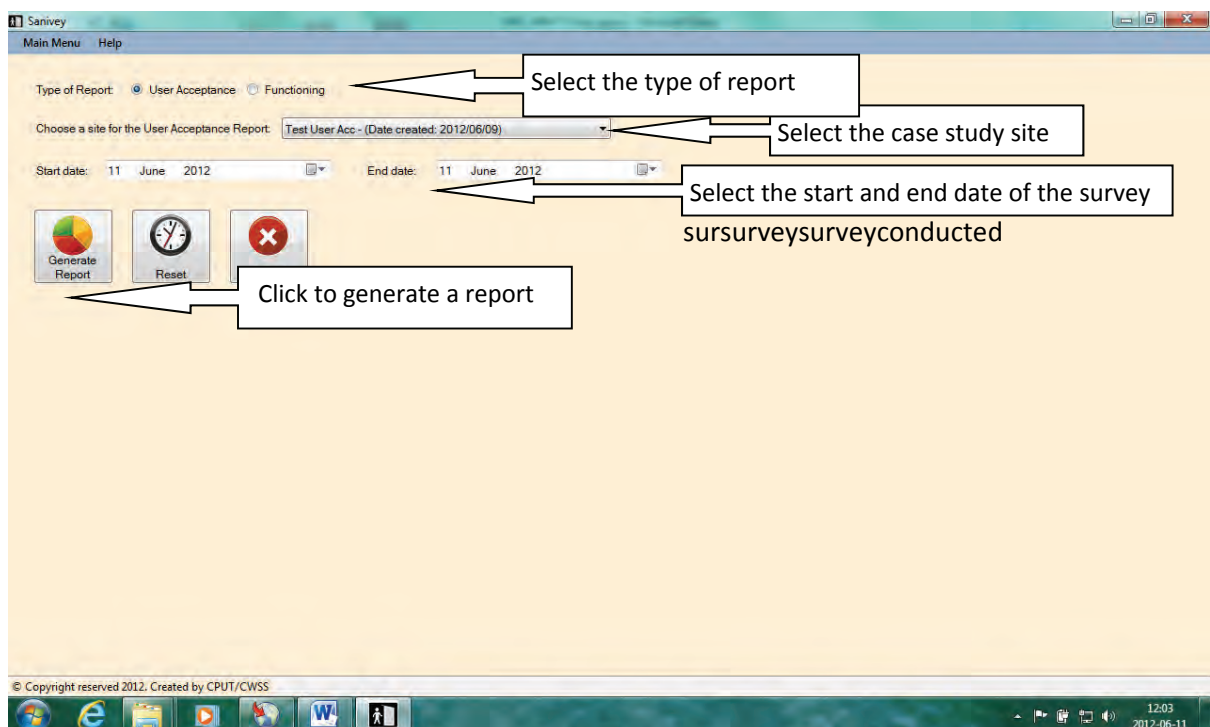 Sanivey
Main Menu Help
Select the type of report
Type of Report: User Acceptance Functioning
Choose a site for the User Acceptance Report: Test User Acc - (Date created: 2012/06/09)
Select the case study site
Start date: 11 June 2012 End date: 11 June 2012
Select the start and end date of the survey
sursurveysurveyconducted
Generate
Report
Reset
Click to generate a report
© Copyright reserved 2012. Created by CPUT/CWSS
12:03
2012-06-11